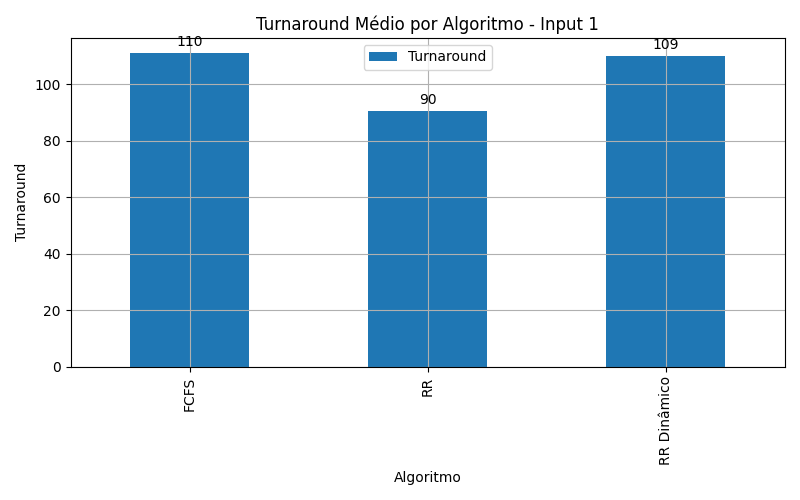 Turnaround Médio por Algoritmo - Input 1
110
90
109
Turnaround
Turnaround
100
80
60
40
20
0
FCFS
RR
RR Dinâmico
Algoritmo